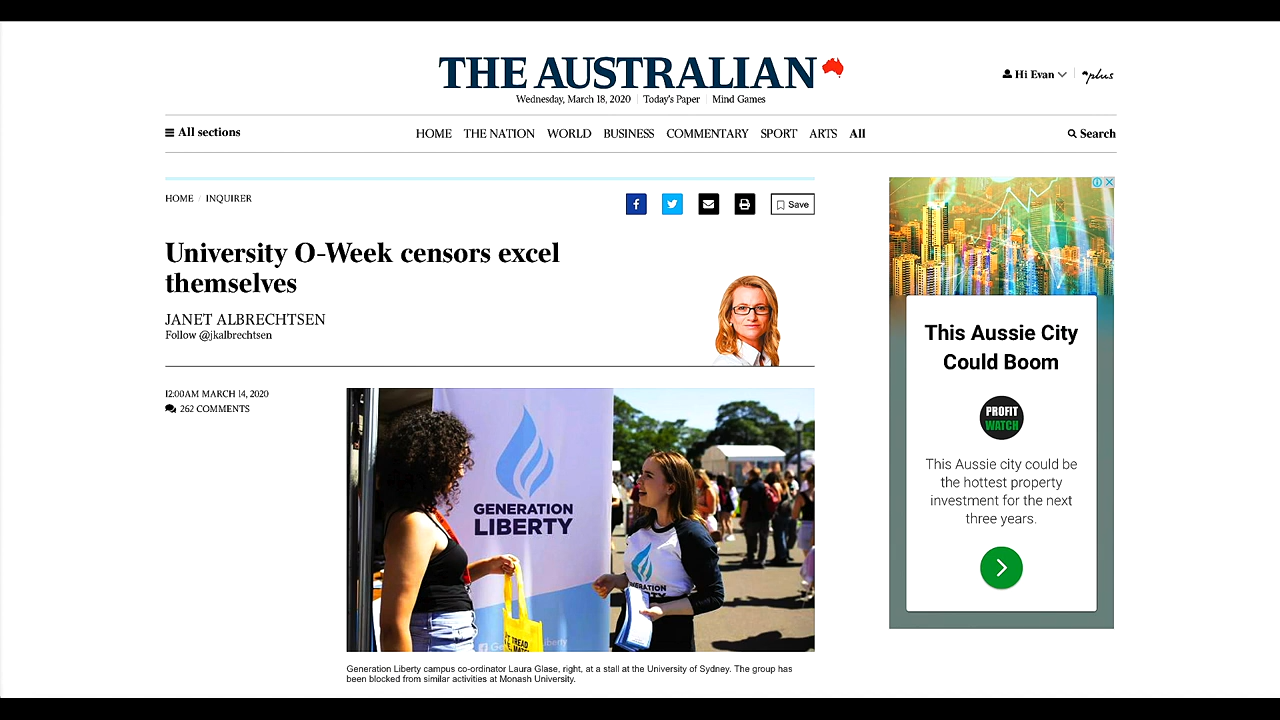 THE AUSTRALIAN
Wednesday, March 18, 2020 Today's Paper Mind Games
Hi Evan
plus
All sections
HOME THE NATION WORLD BUSINESS COMMENTARY SPORT ARTS All
Search
HOME / INQUIRER
Save
University O-Week censors excel
themselves
JANET ALBRECHTSEN
Follow @jkalbrechtsen
12:00AM MARCH 14, 2020
262 COMMENTS
GENERATION
LIBERTY
Generation Liberty campus co-ordinator Laura Glase, right, at a stall at the University of Sydney. The group has
been blocked from similar activities at Monash University.
This Aussie City
Could Boom
PROFIT
WATCH
This Aussie city could be
the hottest property
investment for the next
three years.